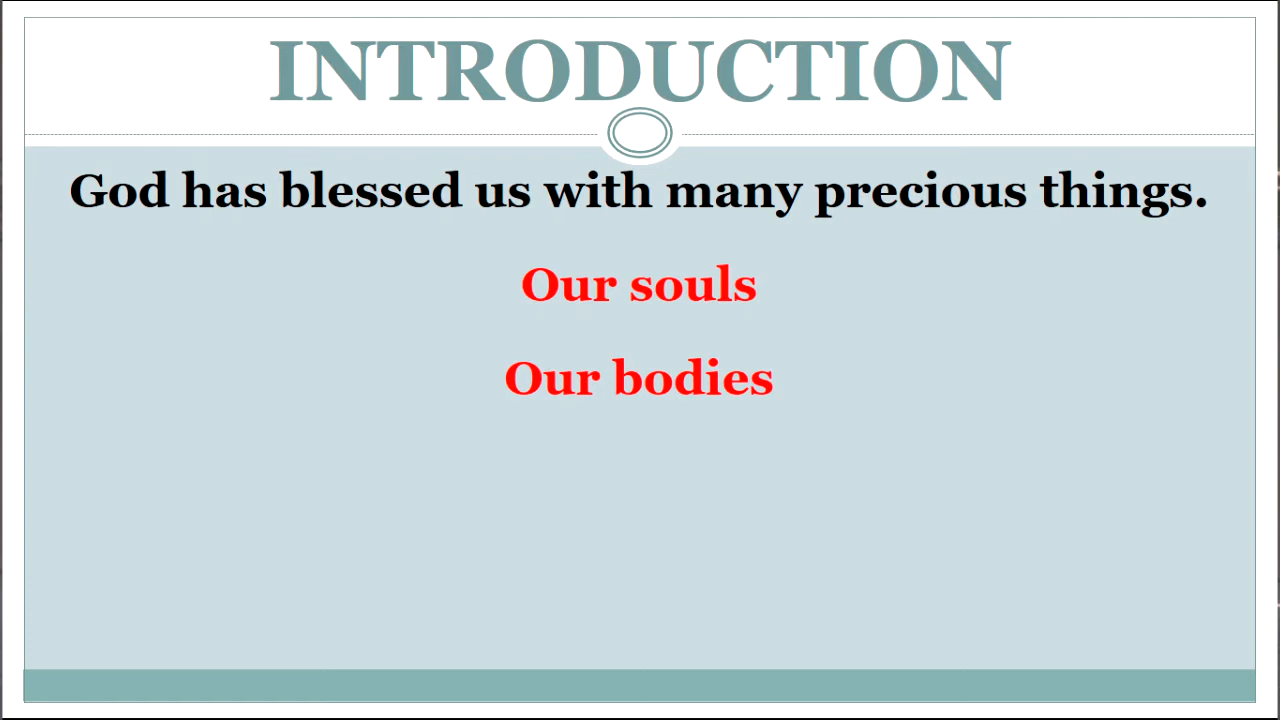 INTRODUCTION
God has blessed us with many precious things.
Our souls
Our bodies